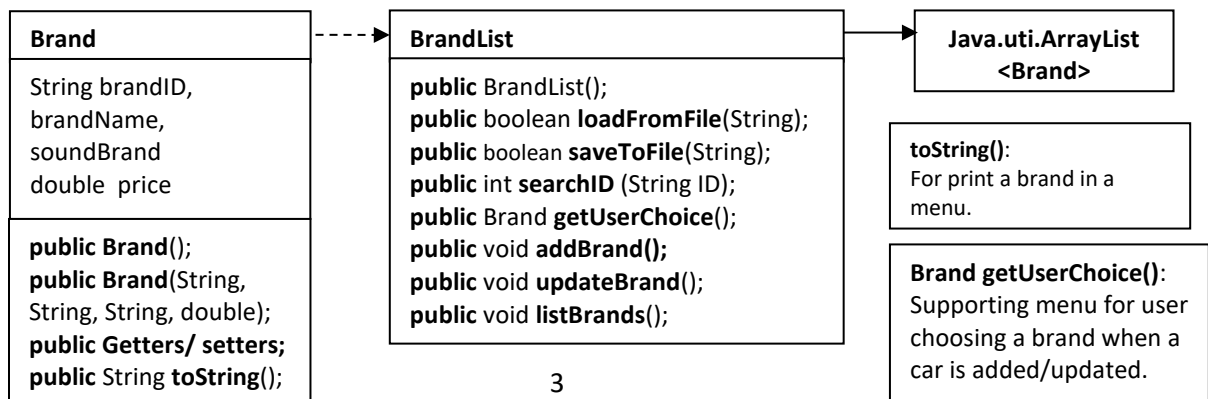 Brand
String brandID,
brandName,
soundBrand
double  price
public Brand();
public Brand(String,
String, String, double);
public Getters/ setters;
public String toString();
BrandList
public BrandList();
public boolean loadFromFile(String);
public boolean saveToFile(String);
public int searchID (String ID);
public Brand getUserChoice();
public void addBrand();
public void updateBrand();
public void listBrands();
Java.uti.ArrayList
<Brand>
toString():
For print a brand in a
menu.
Brand getUserChoice():
Supporting menu for user
choosing a brand when a
car is added/updated.
3